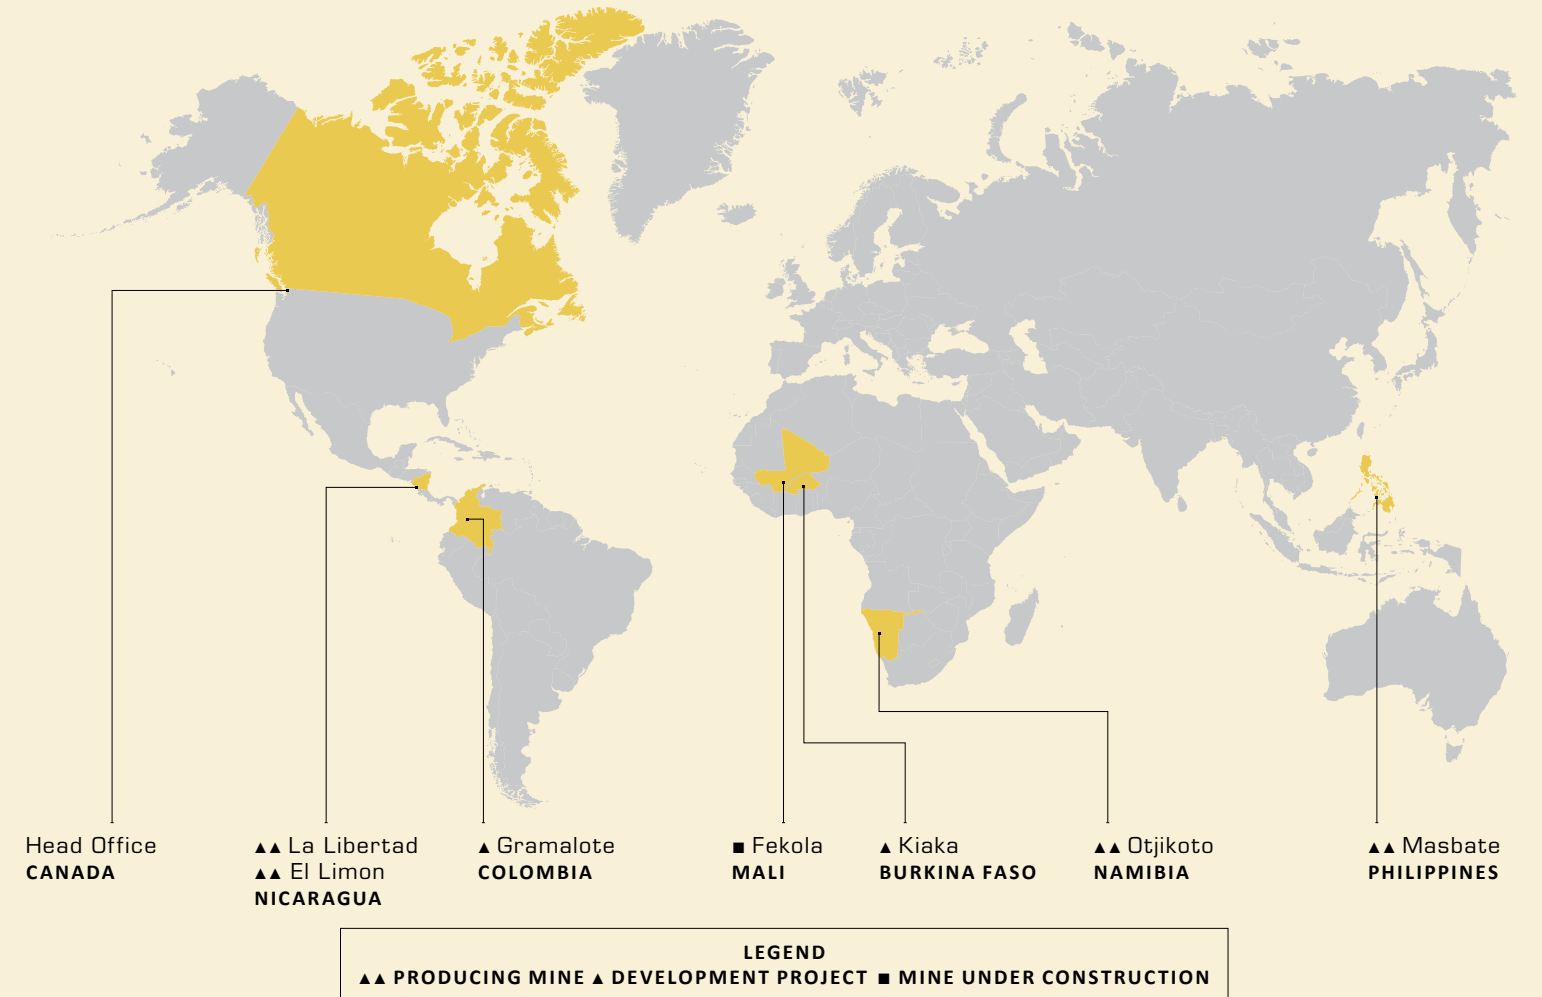 Head Office
CANADA
▲▲ La Libertad
▲▲ El Limon
NICARAGUA
▲ Gramalote
COLOMBIA
■ Fekola
MALI
▲ Kiaka
BURKINA FASO
▲▲ Otjikoto
NAMIBIA
▲▲ Masbate
PHILIPPINES
LEGEND
▲▲ PRODUCING MINE ▲ DEVELOPMENT PROJECT ■ MINE UNDER CONSTRUCTION